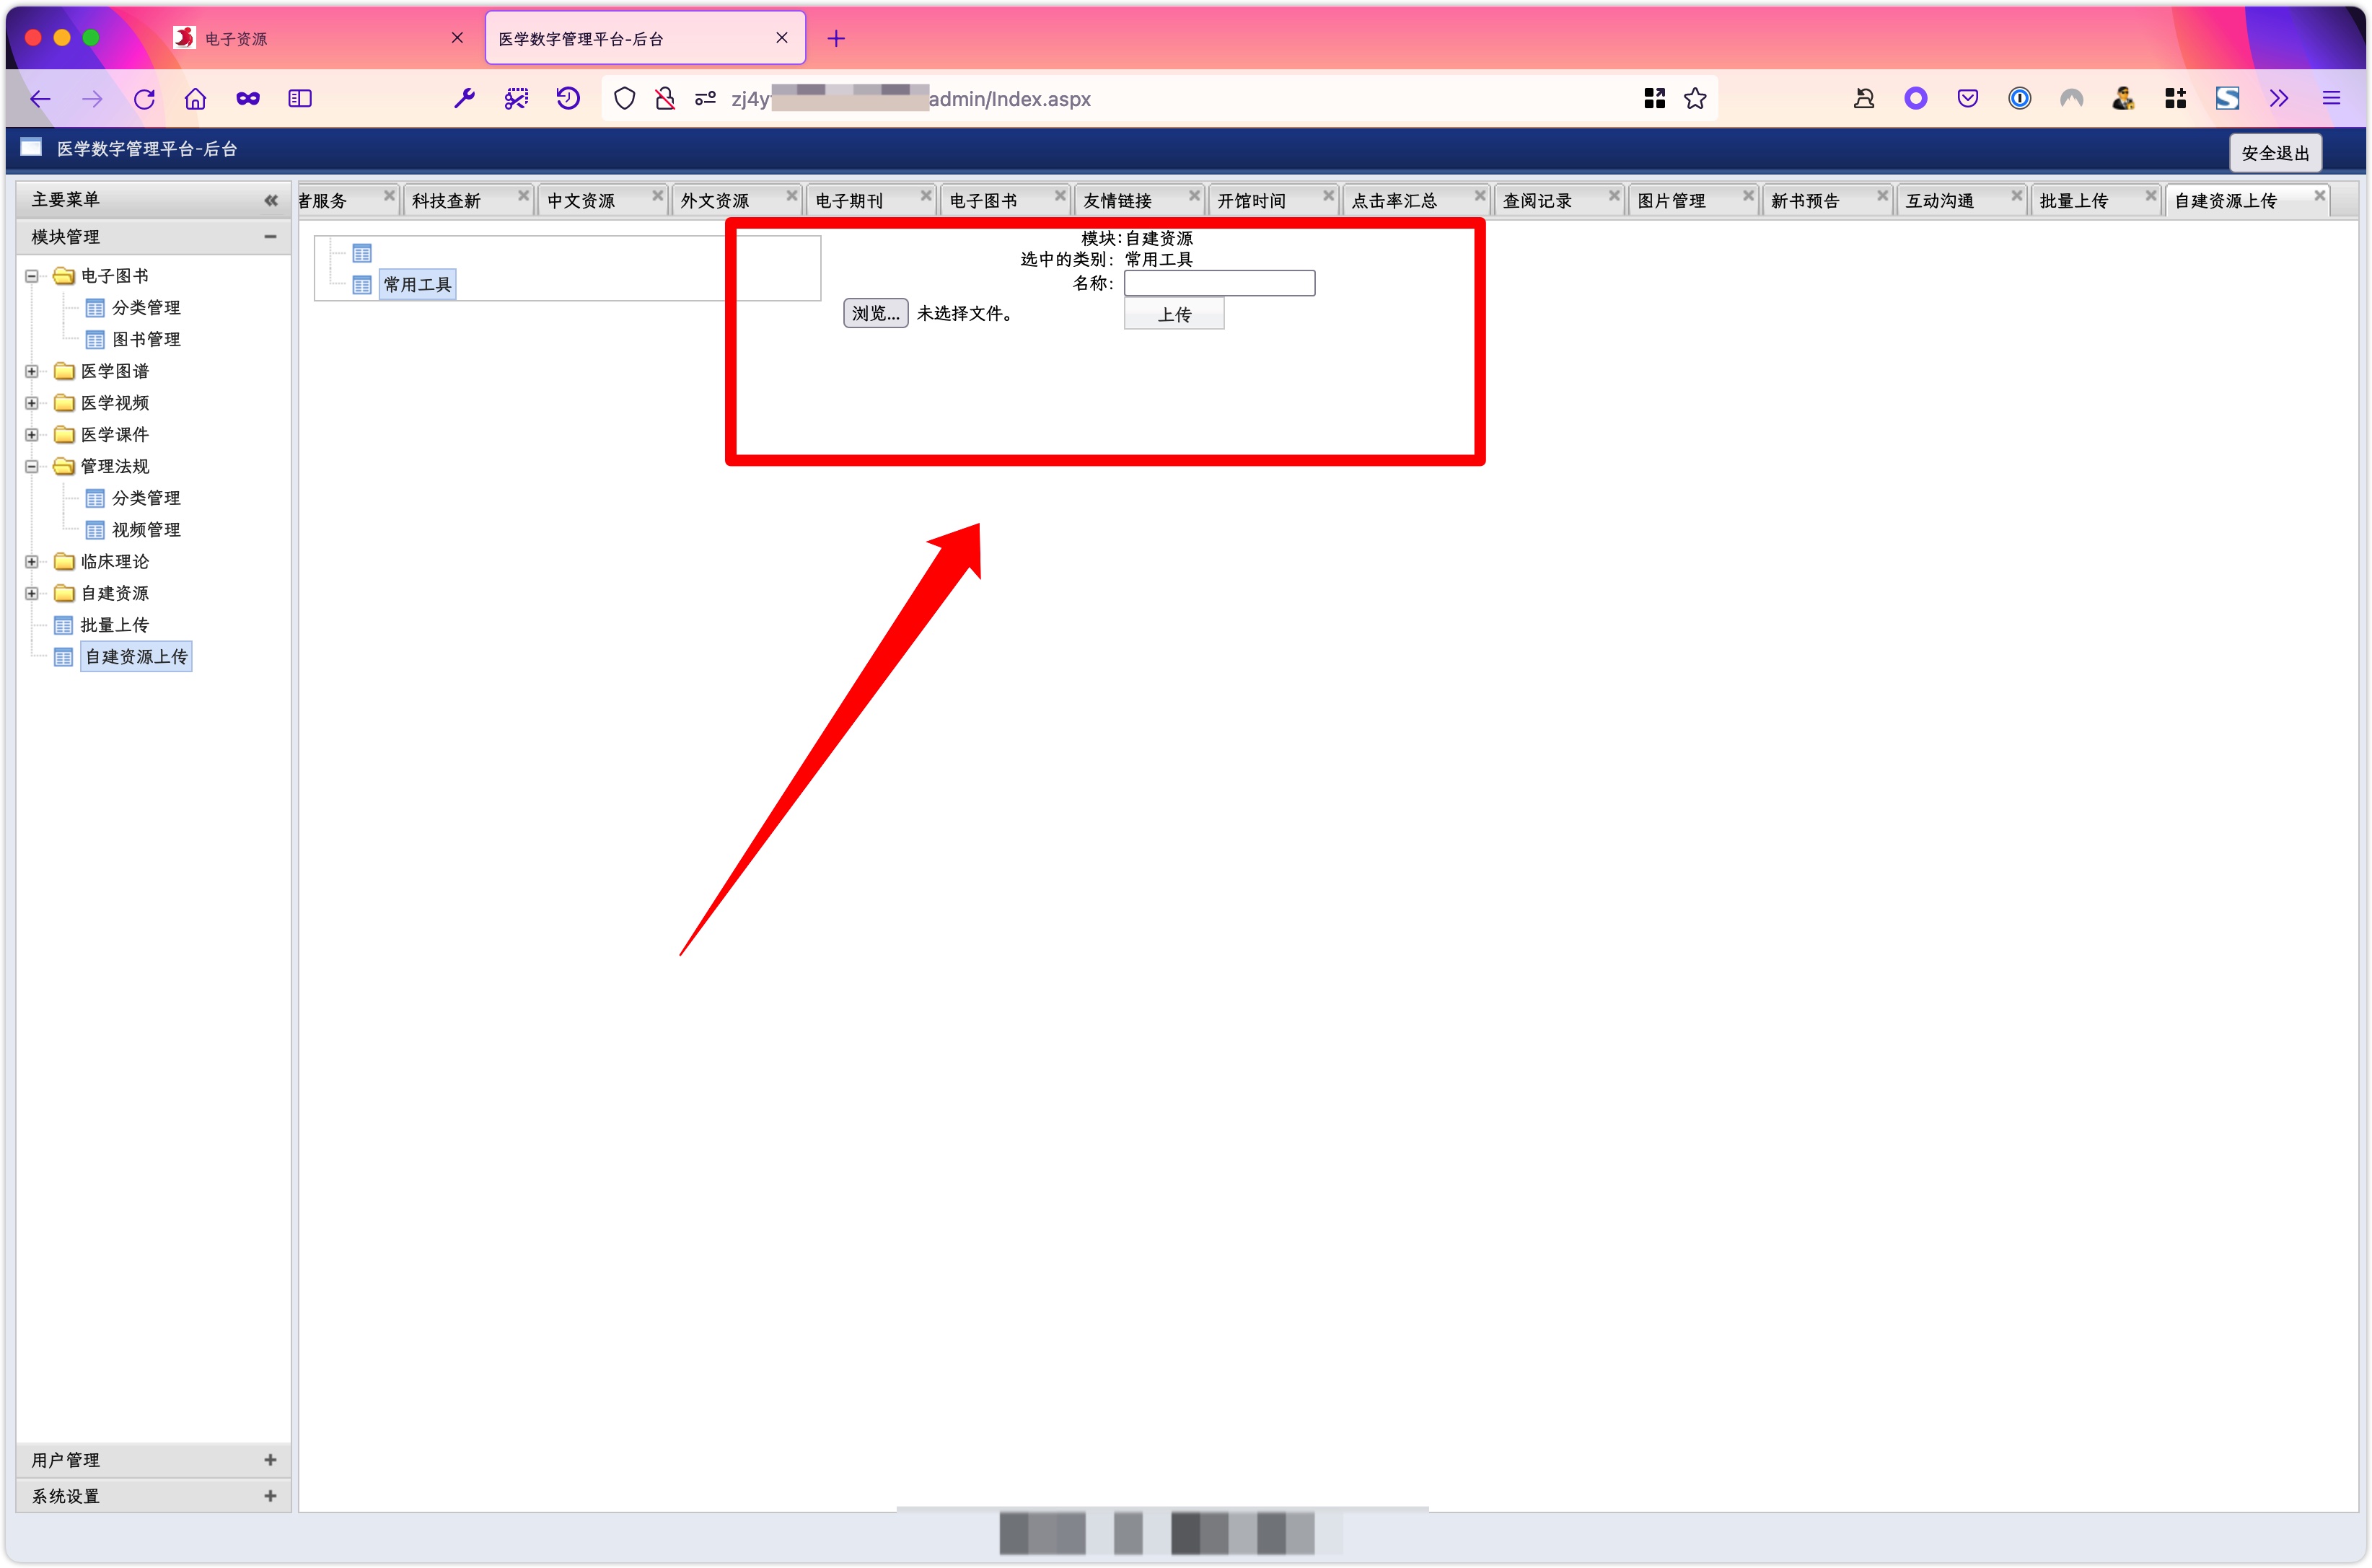 电子资源
医学数字管理平台-后台
zj4y
admin/Index.aspx
医学数字管理平台-后台
安全退出
主要菜单
者服务
科技查新
中文资源
外文资源
电子期刊
电子图书
友情链接
开馆时间
点击率汇总
查阅记录
图片管理
新书预告
互动沟通
批量上传
自建资源上传
模块管理
电子图书
分类管理
图书管理
医学图谱
医学视频
医学课件
管理法规
分类管理
视频管理
临床理论
自建资源
批量上传
自建资源上传
常用工具
模块:自建资源
选中的类别: 常用工具
名称:
浏览... 未选择文件。
上传
用户管理
系统设置